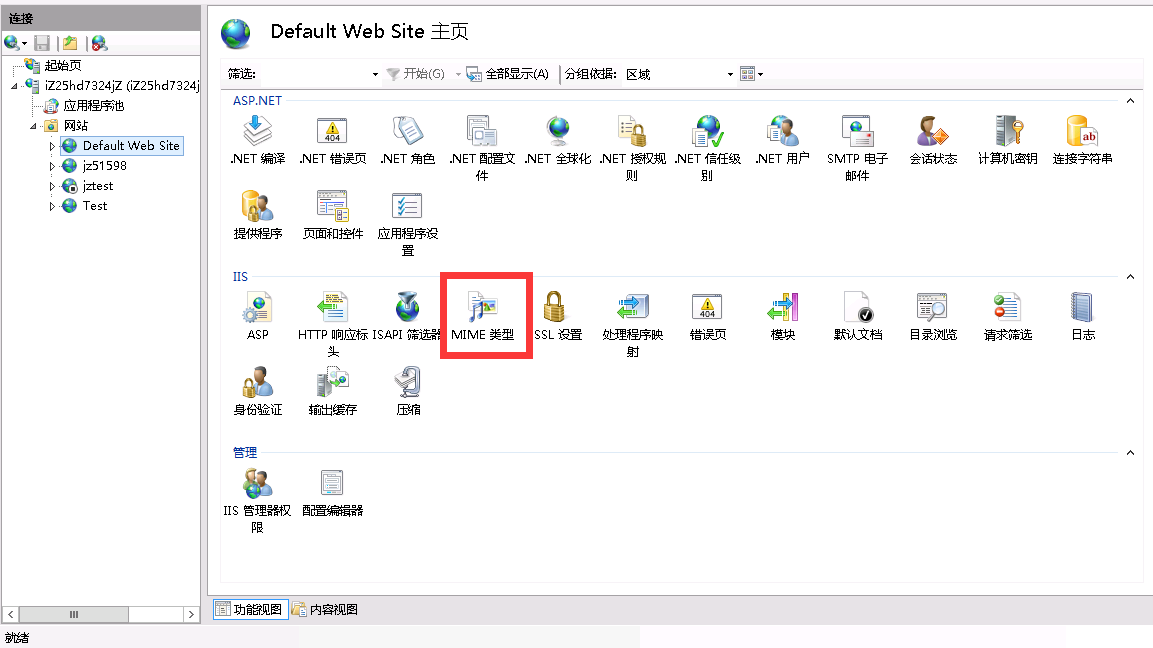 连接
Default Web Site 主页
筛选:
开始(G)
全部显示(A)
分组依据:
区域
起始页
iZ25hd7324jZ (iZ25hd7324j
应用程序池
网站
Default Web Site
jz51598
jztest
Test
ASP.NET
.NET 编译
.NET 错误页
404
.NET 角色
.NET 配置文
件
.NET 全球化
.NET 授权规
则
.NET 信任级
别
.NET 用户
SMTP 电子
邮件
会话状态
计算机密钥
ab
连接字符串
提供程序
页面和控件
应用程序设
置
IIS
ASP
HTTP 响应标
头
ISAPI 筛选器
MIME 类型
SSL 设置
处理程序映
射
404
错误页
模块
默认文档
目录浏览
请求筛选
日志
身份验证
输出缓存
压缩
管理
IIS 管理器权
限
配置编辑器
功能视图
内容视图
就绪